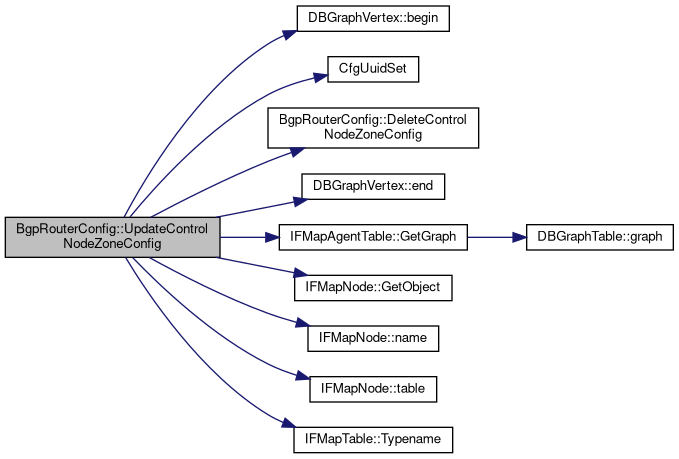 DBGraphVertex::begin
CfgUuidSet
BgpRouterConfig::DeleteControl
NodeZoneConfig
DBGraphVertex::end
BgpRouterConfig::UpdateControl
NodeZoneConfig
IFMapAgentTable::GetGraph
DBGraphTable::graph
IFMapNode::GetObject
IFMapNode::name
IFMapNode::table
IFMapTable::Typename